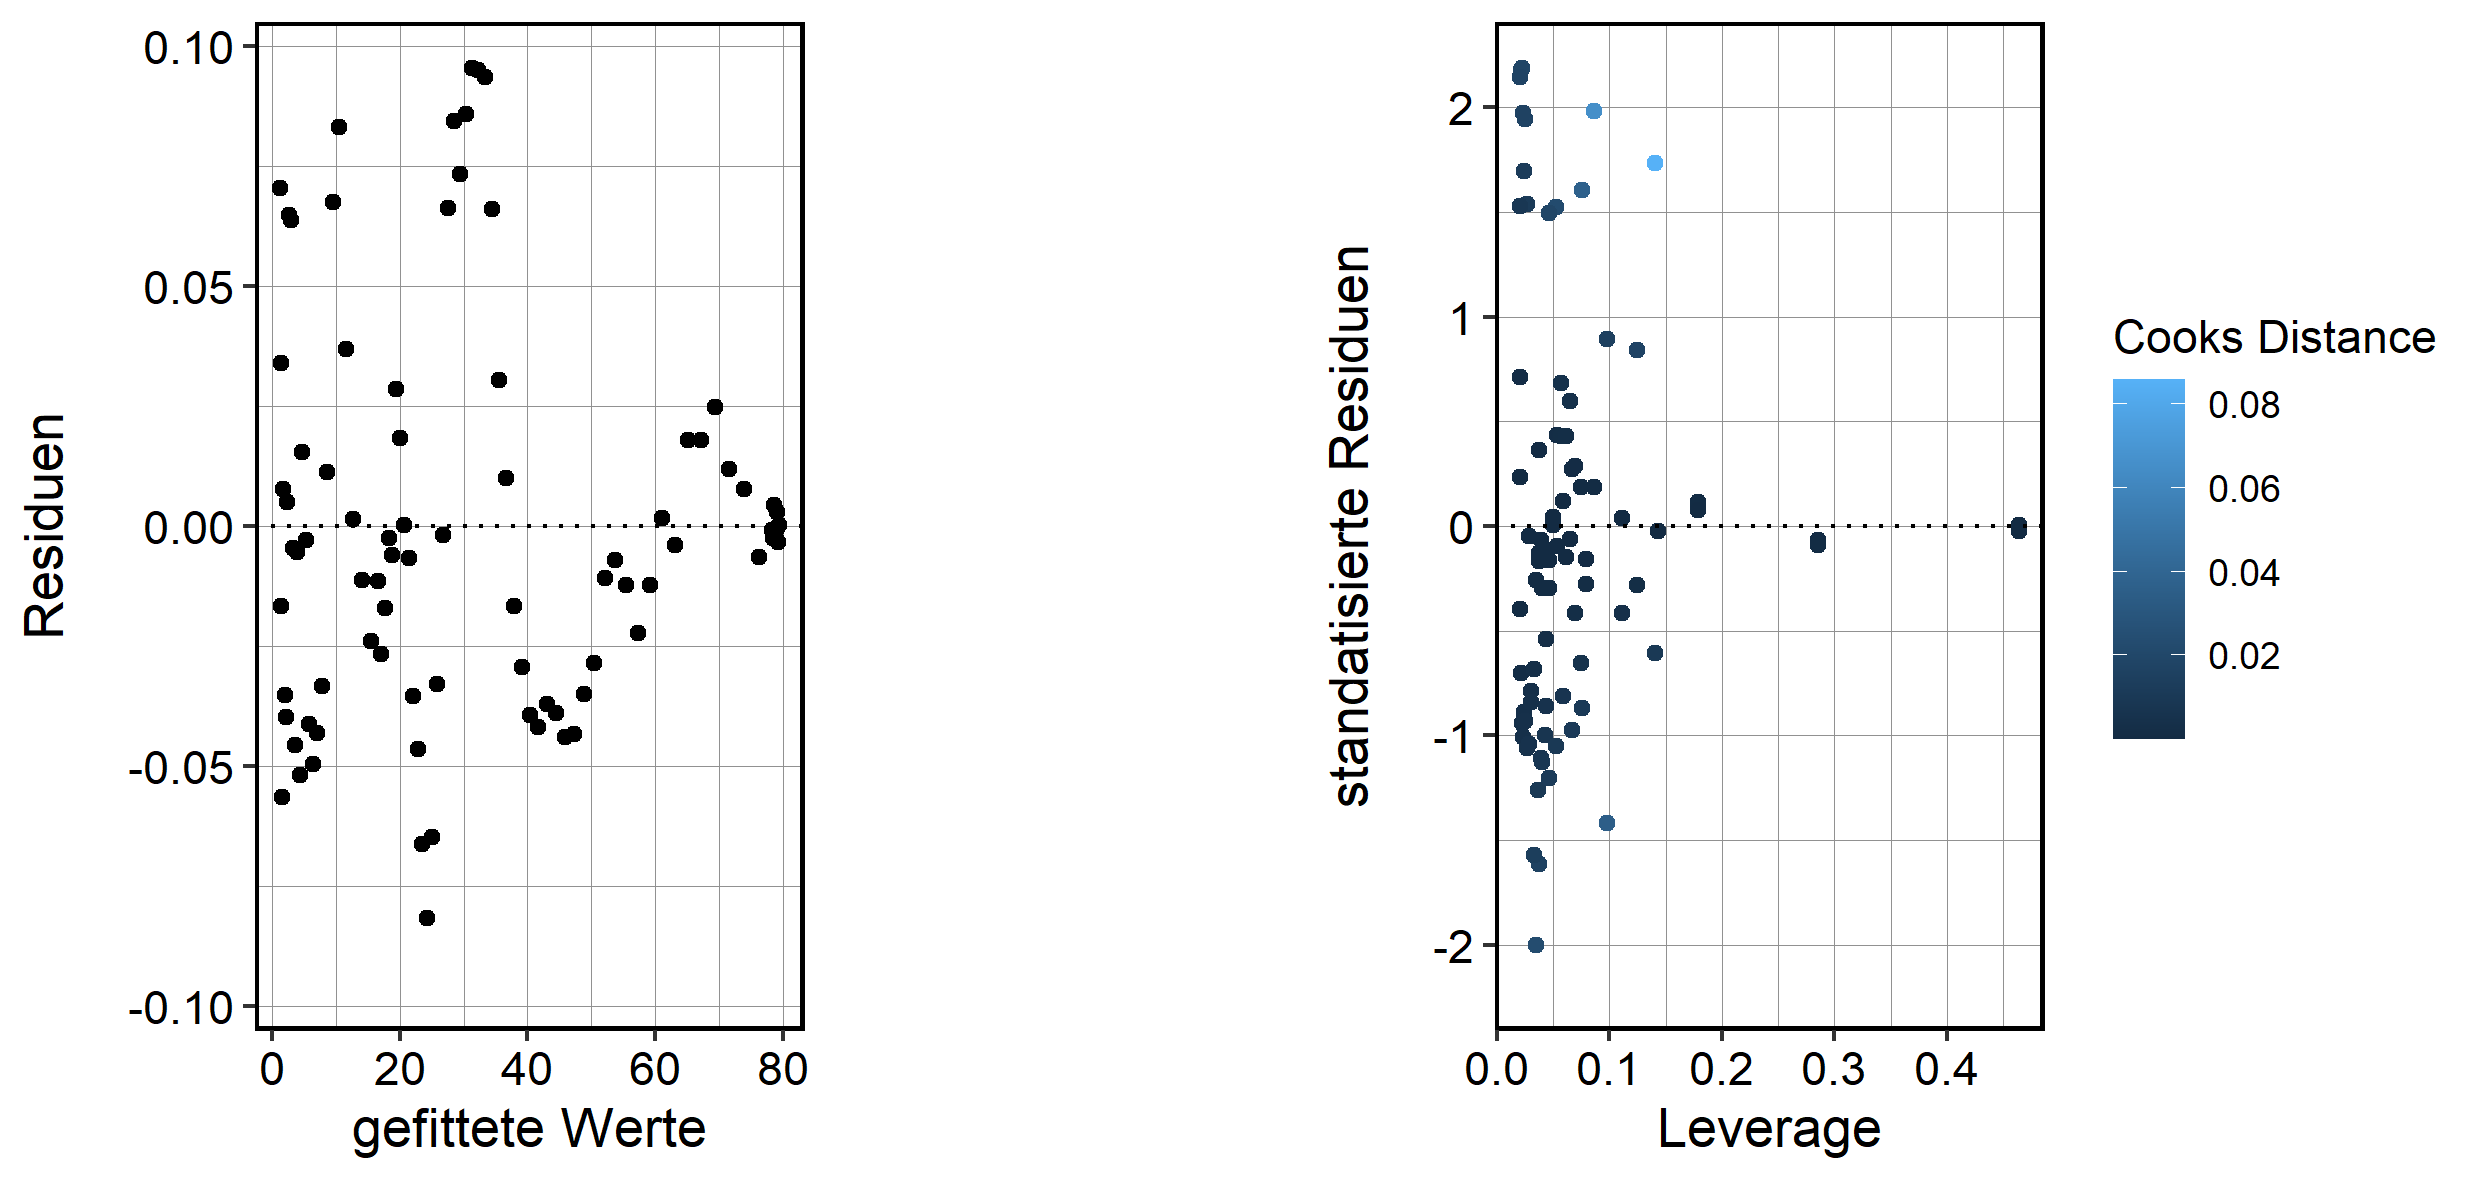 0.10
0.05
0.00
-0.05
-0.10
Residuen
0 20 40 60 80
gefittete Werte
2
1
0
-1
-2
standatisierte Residuen
0.0 0.1 0.2 0.3 0.4
Leverage
Cooks Distance
0.08
0.06
0.04
0.02